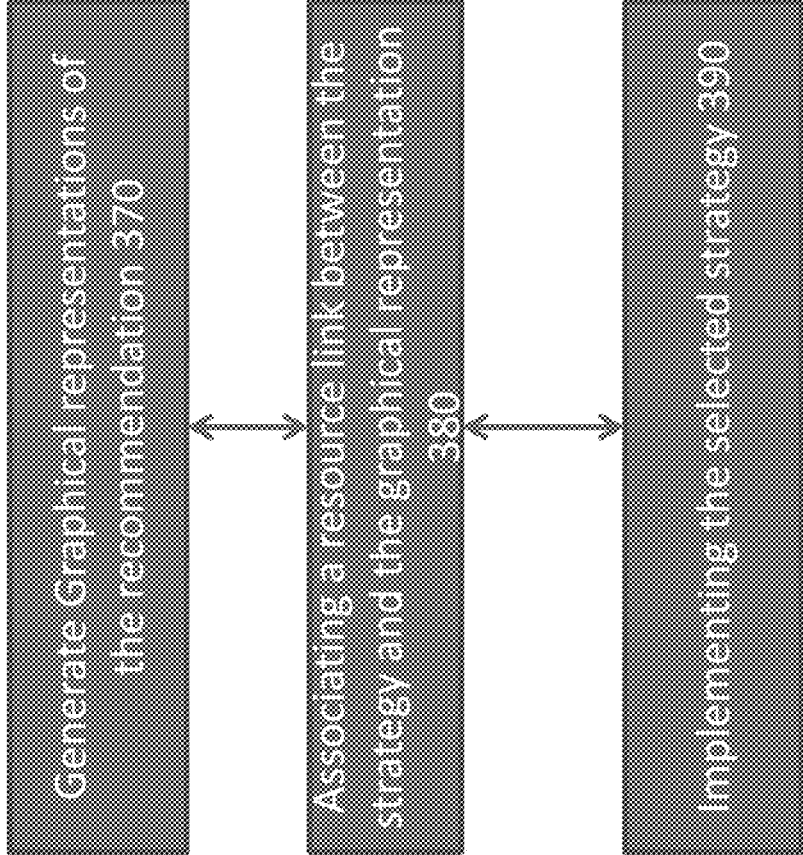 Generate Graphical representations of
the recommendation 370
Associating a resource link between the
strategy and the graphical representation
380
Implementing the selected strategy 390